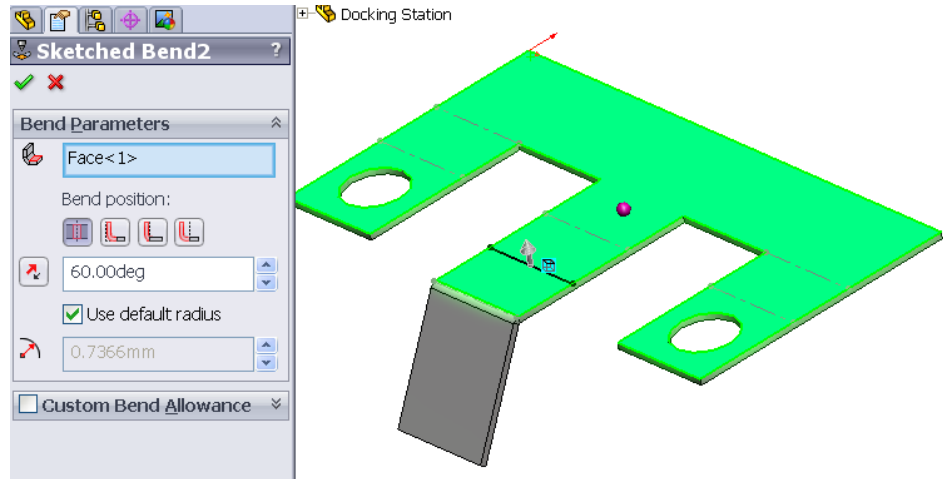 Docking Station
Sketched Bend2 ?
Bend Parameters
Face<1>
Bend position:
60.00deg
Use default radius
0.7366mm
Custom Bend Allowance